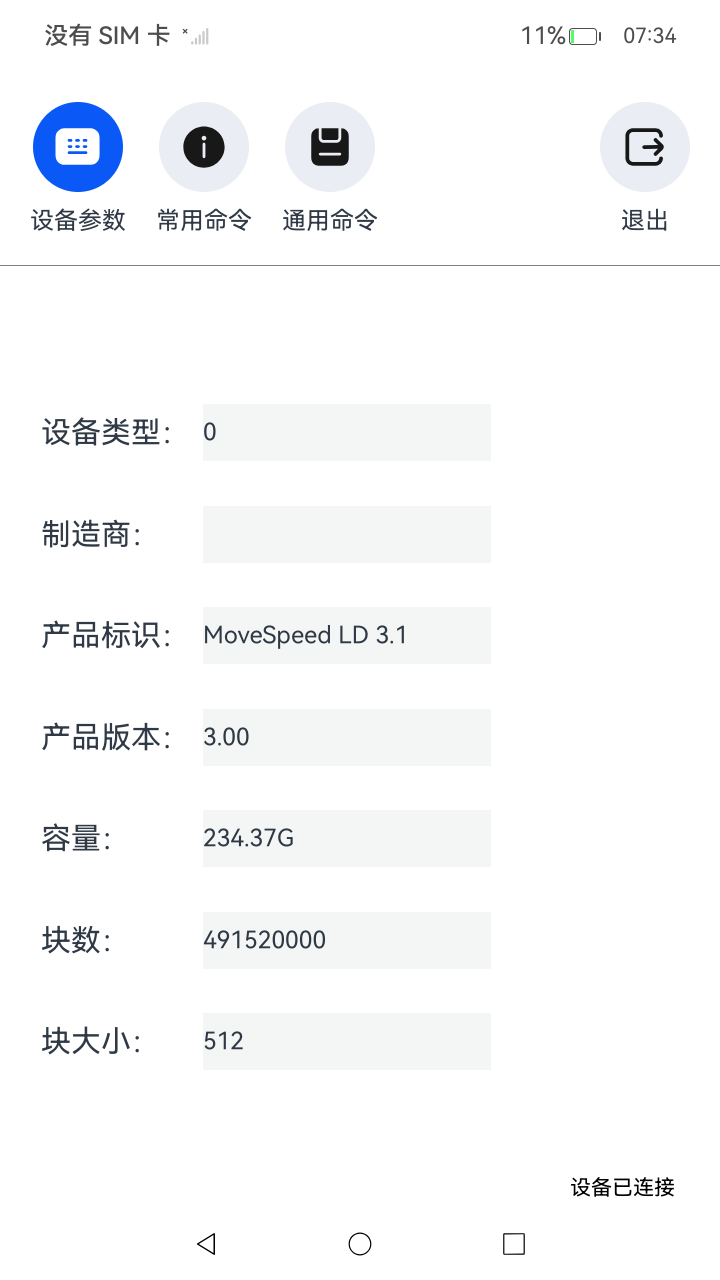 没有 SIM 卡
11%
07:34
设备参数
常用命令
通用命令
退出
设备类型： 0
制造商：
产品标识： MoveSpeed LD 3.1
产品版本： 3.00
容量： 234.37G
块数： 491520000
块大小： 512
设备已连接